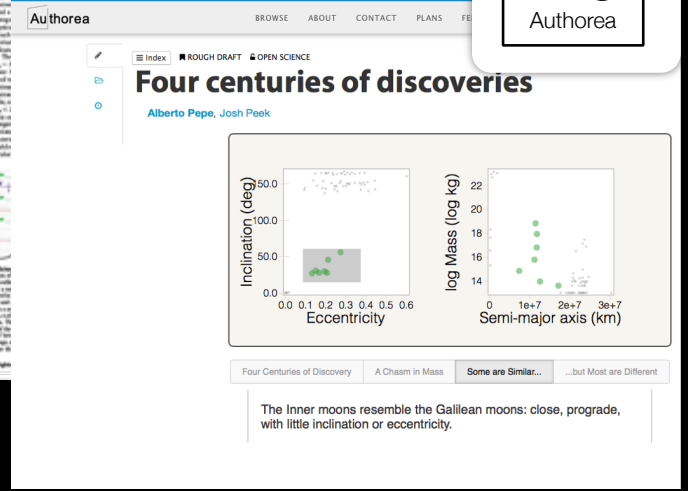 Authorea
BROWSE ABOUT CONTACT PLANS
Authorea
Index ROUGH DRAFT OPEN SCIENCE
Four centuries of discoveries
Alberto Pepe, Josh Peek
Inclination (deg)
50.0
100.0
50.0
0.0
0.0 0.1 0.2 0.3 0.4 0.5 0.6
Eccentricity
log Mass (log kg)
22
20
18
16
14
0 1e+7 2e+7 3e+7
Semi-major axis (km)
Four Centuries of Discovery A Chasm in Mass Some are Similar... ...but Most are Different
The Inner moons resemble the Galilean moons: close, prograde,
with little inclination or eccentricity.